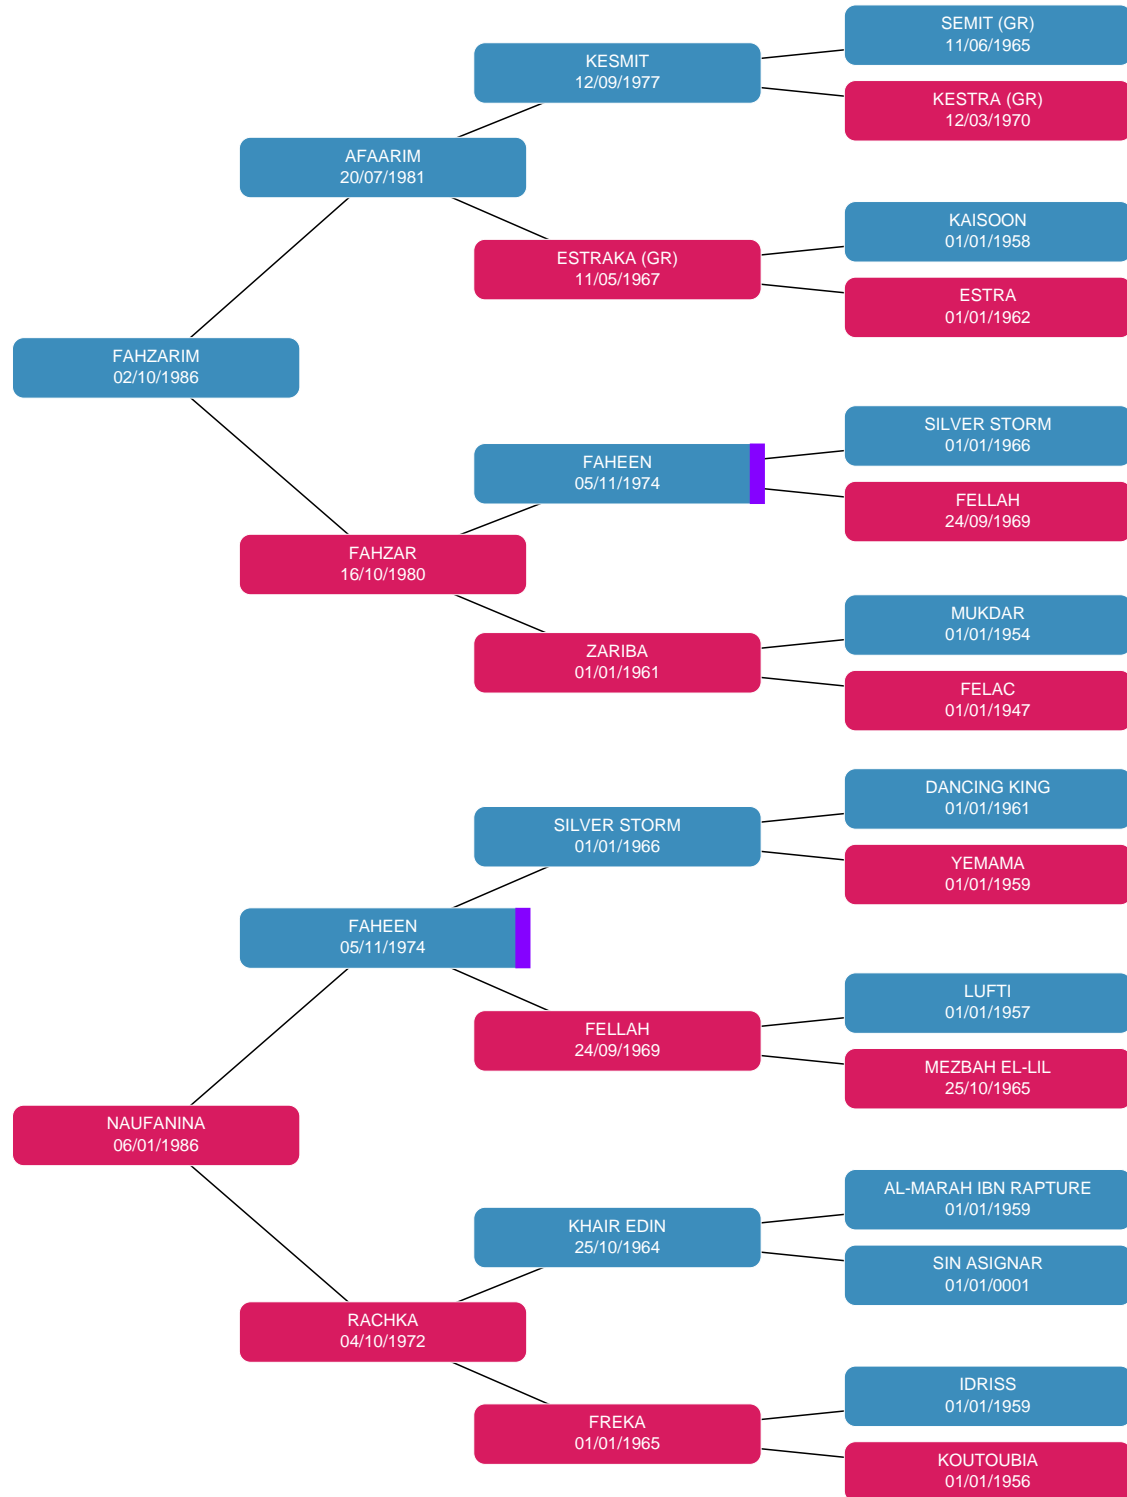 SEMIT (GR)
11/06/1965
KESMIT
12/09/1977
KESTRA (GR)
12/03/1970
AFAARIM
20/07/1981
KAISOON
01/01/1958
ESTRAKA (GR)
11/05/1967
ESTRA
01/01/1962
FAHZARIM
02/10/1986
SILVER STORM
01/01/1966
FAHEEN
05/11/1974
FELLAH
24/09/1969
FAHZAR
16/10/1980
MUKDAR
01/01/1954
ZARIBA
01/01/1961
FELAC
01/01/1947
DANCING KING
01/01/1961
SILVER STORM
01/01/1966
YEMAMA
01/01/1959
FAHEEN
05/11/1974
LUFTI
01/01/1957
FELLAH
24/09/1969
MEZBAH EL-LIL
25/10/1965
NAUFANINA
06/01/1986
AL-MARAH IBN RAPTURE
01/01/1959
KHAIR EDIN
25/10/1964
SIN ASIGNAR
01/01/0001
RACHKA
04/10/1972
IDRISS
01/01/1959
FREKA
01/01/1965
KOUTOUBIA
01/01/1956